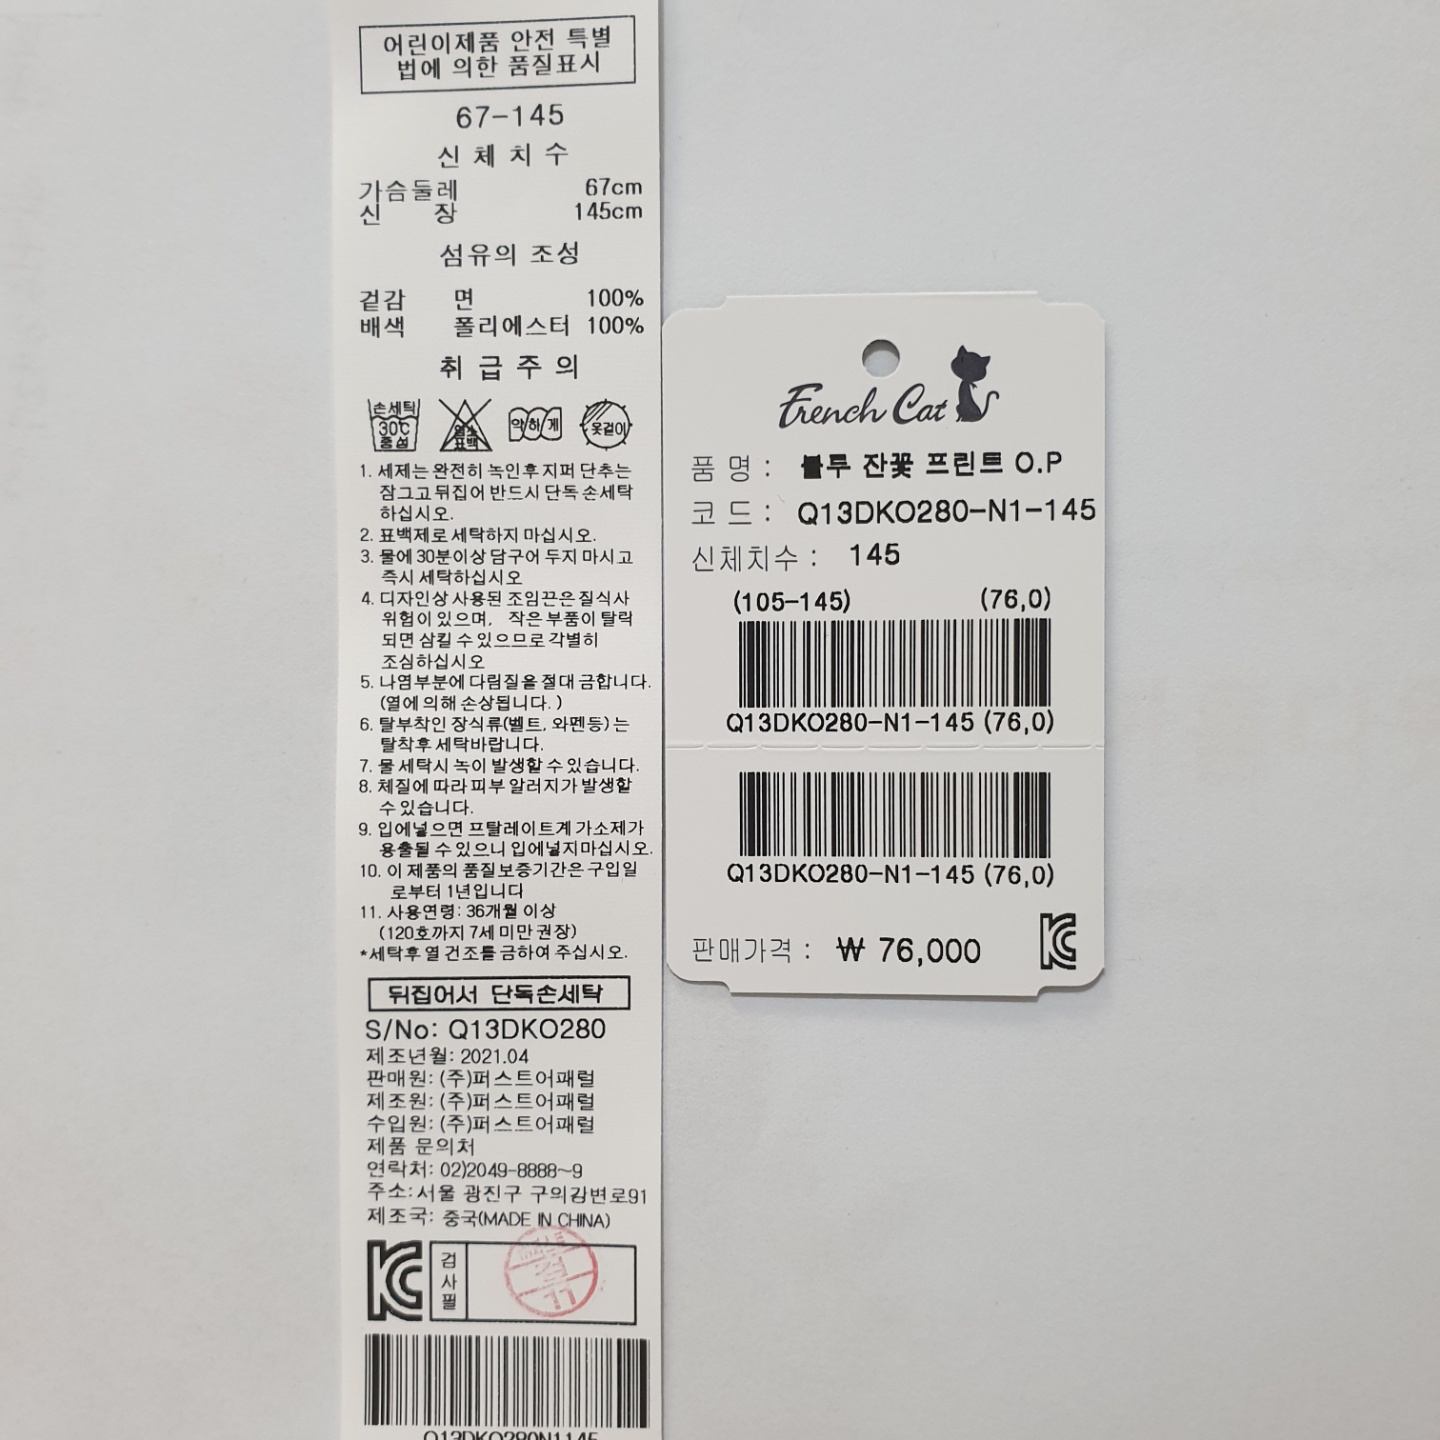 어린이제품 안전 특별
법에 의한 품질표시
67-145
신 체 치 수
가슴둘레 67cm
신 장 145cm
섬유의 조성
겉감 면 100%
배색 폴리에스터 100%
취 급 주 의
손세탁
30℃
중성
염소
표백
약하게
옷걸이
1. 세제는 완전히 녹인후 지퍼 단추는
잠그고 뒤집어 반드시 단독 손세탁
하십시오.
2. 표백제로 세탁하지 마십시오.
3. 물에 30분이상 담구어 두지 마시고
즉시 세탁하십시오
4. 디자인상 사용된 조임끈은 질식사
위험이 있으며, 작은 부품이 탈락
되면 삼킬 수 있으므로 각별히
조심하십시오
5. 나염부분에 다림질을 절대 금합니다.
(열에 의해 손상됩니다. )
6. 탈부착인 장식류(벨트, 와펜등) 는
탈착후 세탁바랍니다.
7. 물 세탁시 녹이 발생할 수 있습니다.
8. 체질에 따라 피부 알러지가 발생할
수 있습니다.
9. 입에넣으면 프탈레이트계 가소제가
용출될 수 있으니 입에넣지마십시오.
10. 이 제품의 품질보증기간은 구입일
로부터 1년입니다
11. 사용연령: 36개월 이상
(120호까지 7세 미만 권장)
*세탁후 열 건조를 금하여 주십시오.
뒤집어서 단독손세탁
S/No: Q13DKO280
제조년월: 2021.04
판매원: (주)퍼스트어패럴
제조원: (주)퍼스트어패럴
수입원: (주)퍼스트어패럴
제품 문의처
연락처: 02)2049-8888~9
주소: 서울 광진구 구의강변로91
제조국: 중국(MADE IN CHINA)
KC
검사필
Q13DKO280N1145
French Cat
품 명 : 블루 잔꽃 프린트 O.P
코 드 : Q13DKO280-N1-145
신체치수 : 145
(105-145) (76,0)
Q13DKO280-N1-145 (76,0)
Q13DKO280-N1-145 (76,0)
판매가격 : ₩ 76,000
KC